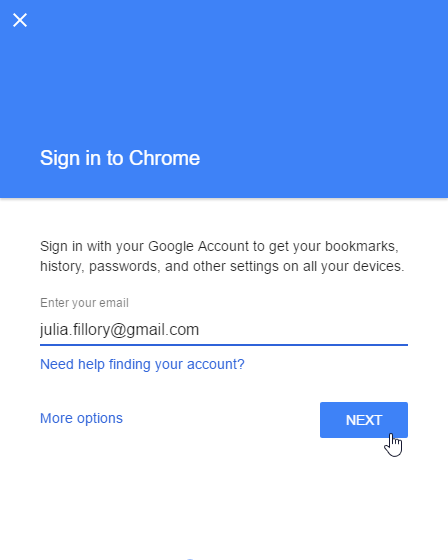 Sign in to Chrome
Sign in with your Google Account to get your bookmarks,
history, passwords, and other settings on all your devices.
Enter your email
julia.fillory@gmail.com
Need help finding your account?
More options
NEXT